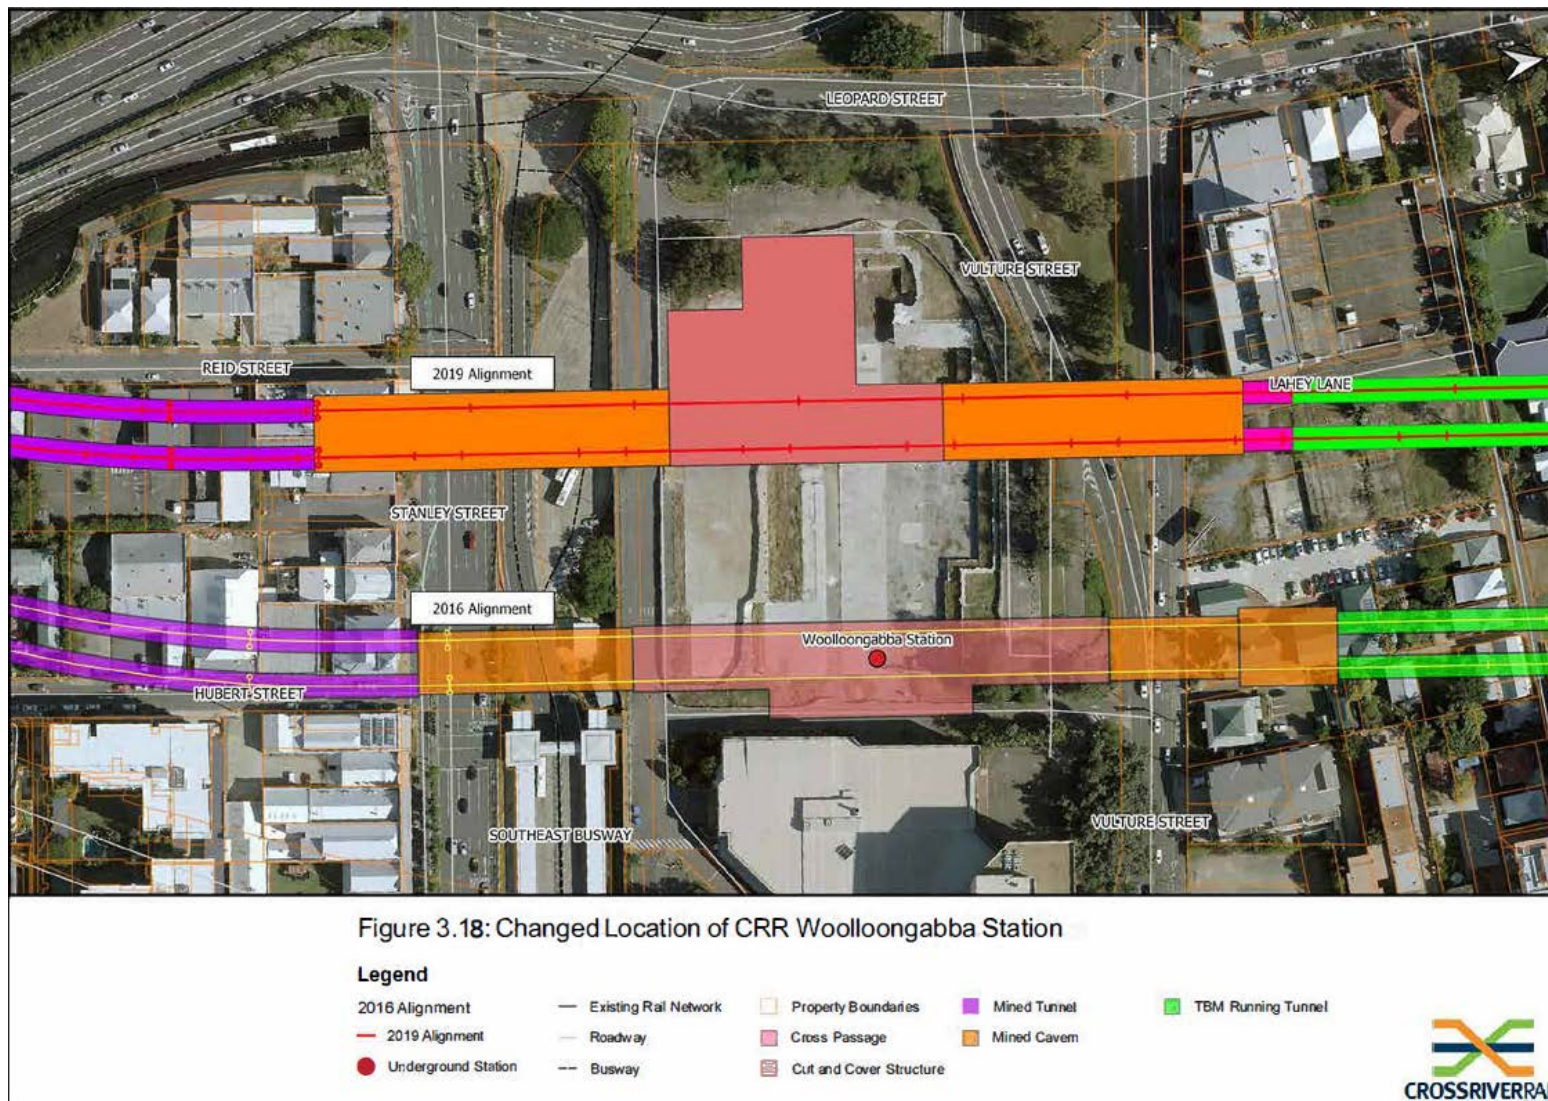 LEOPARD STREET
VULTURE STREET
REID STREET
2019 Alignment
LAHEY LANE
STANLEY STREET
2016 Alignment
Woolloongabba Station
HUBERT STREET
SOUTHEAST BUSWAY
VULTURE STREET
Figure 3.18: Changed Location of CRR Woolloongabba Station
Legend
2016 Alignment
Existing Rail Network
Property Boundaries
Mined Tunnel
TBM Running Tunnel
2019 Alignment
Roadway
Cross Passage
Mined Cavern
Underground Station
Busway
Cut and Cover Structure
CROSSRIVERRAI